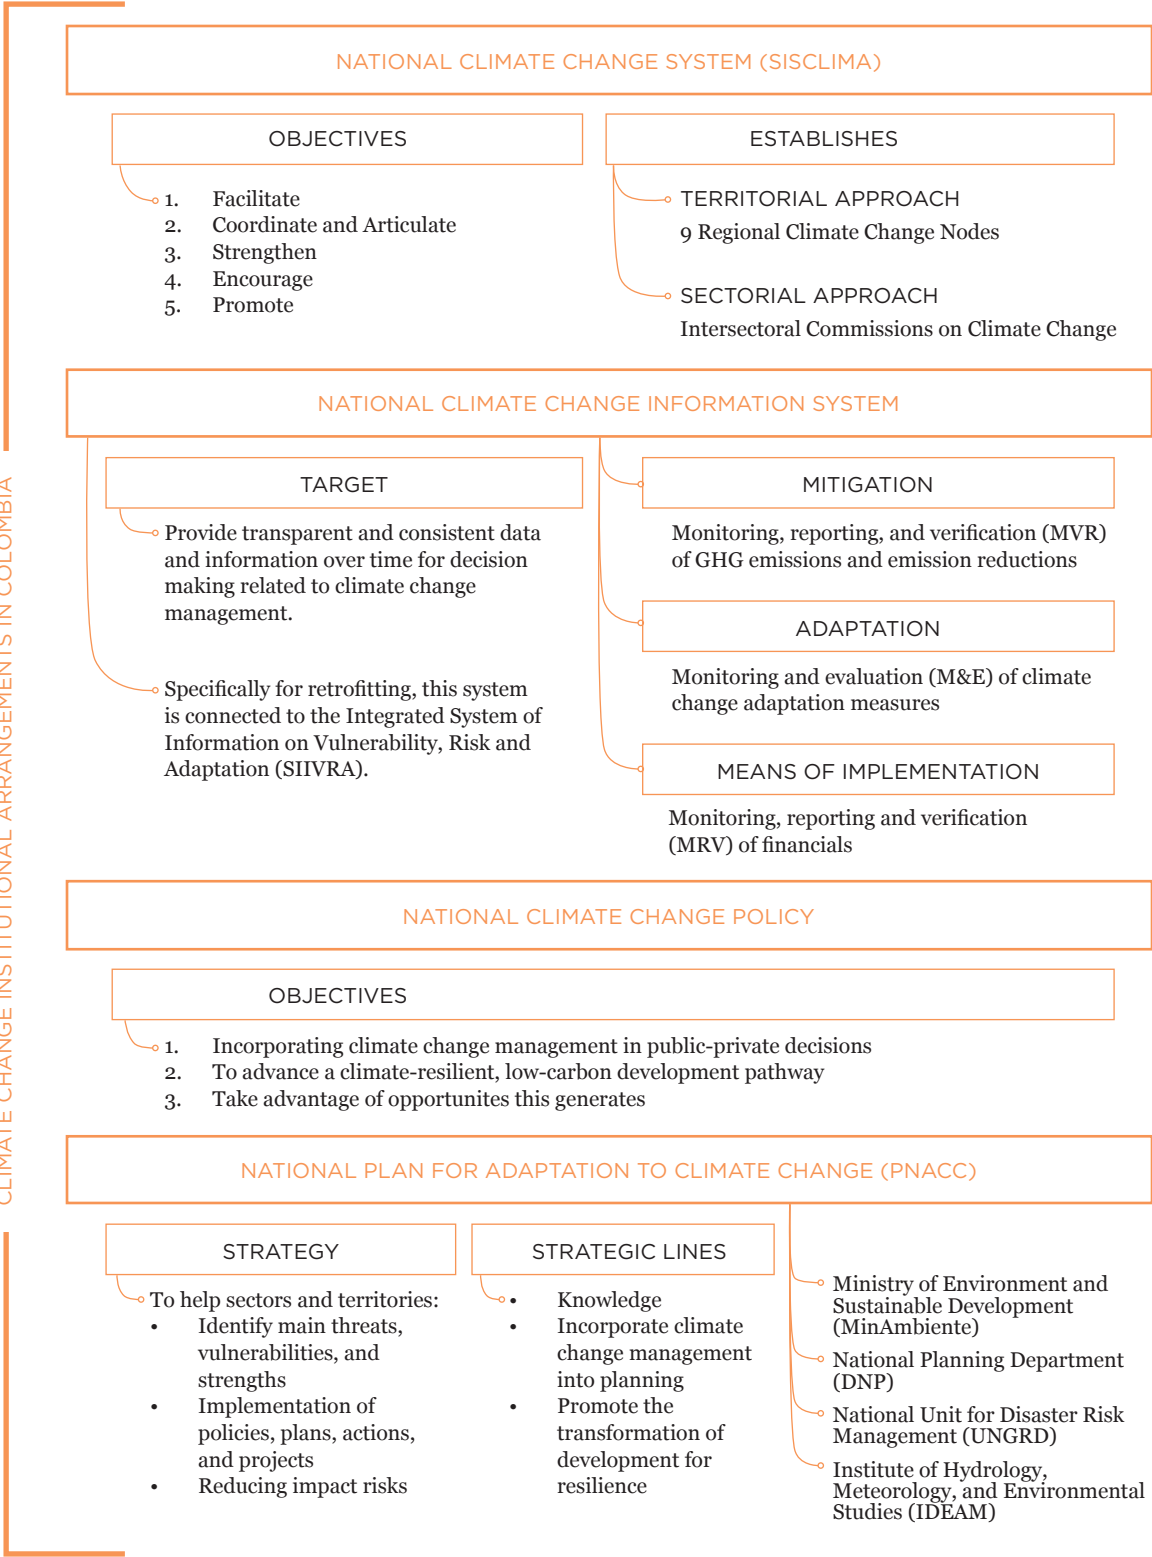 CLIMATE CHANGE INSTITUTIONAL ARRANGEMENTS IN COLOMBIA
NATIONAL CLIMATE CHANGE SYSTEM (SISCLIMA)
OBJECTIVES
1. Facilitate
2. Coordinate and Articulate
3. Strengthen
4. Encourage
5. Promote
ESTABLISHES
TERRITORIAL APPROACH
9 Regional Climate Change Nodes
SECTORIAL APPROACH
Intersectoral Commissions on Climate Change
NATIONAL CLIMATE CHANGE INFORMATION SYSTEM
TARGET
Provide transparent and consistent data
and information over time for decision
making related to climate change
management.
Specifically for retrofitting, this system
is connected to the Integrated System of
Information on Vulnerability, Risk and
Adaptation (SIIVRA).
MITIGATION
Monitoring, reporting, and verification (MVR)
of GHG emissions and emission reductions
ADAPTATION
Monitoring and evaluation (M&E) of climate
change adaptation measures
MEANS OF IMPLEMENTATION
Monitoring, reporting and verification
(MRV) of financials
NATIONAL CLIMATE CHANGE POLICY
OBJECTIVES
1. Incorporating climate change management in public-private decisions
2. To advance a climate-resilient, low-carbon development pathway
3. Take advantage of opportunites this generates
NATIONAL PLAN FOR ADAPTATION TO CLIMATE CHANGE (PNACC)
STRATEGY
To help sectors and territories:
• Identify main threats,
vulnerabilities, and
strengths
• Implementation of
policies, plans, actions,
and projects
• Reducing impact risks
STRATEGIC LINES
• Knowledge
• Incorporate climate
change management
into planning
• Promote the
transformation of
development for
resilience
Ministry of Environment and
Sustainable Development
(MinAmbiente)
National Planning Department
(DNP)
National Unit for Disaster Risk
Management (UNGRD)
Institute of Hydrology,
Meteorology, and Environmental
Studies (IDEAM)